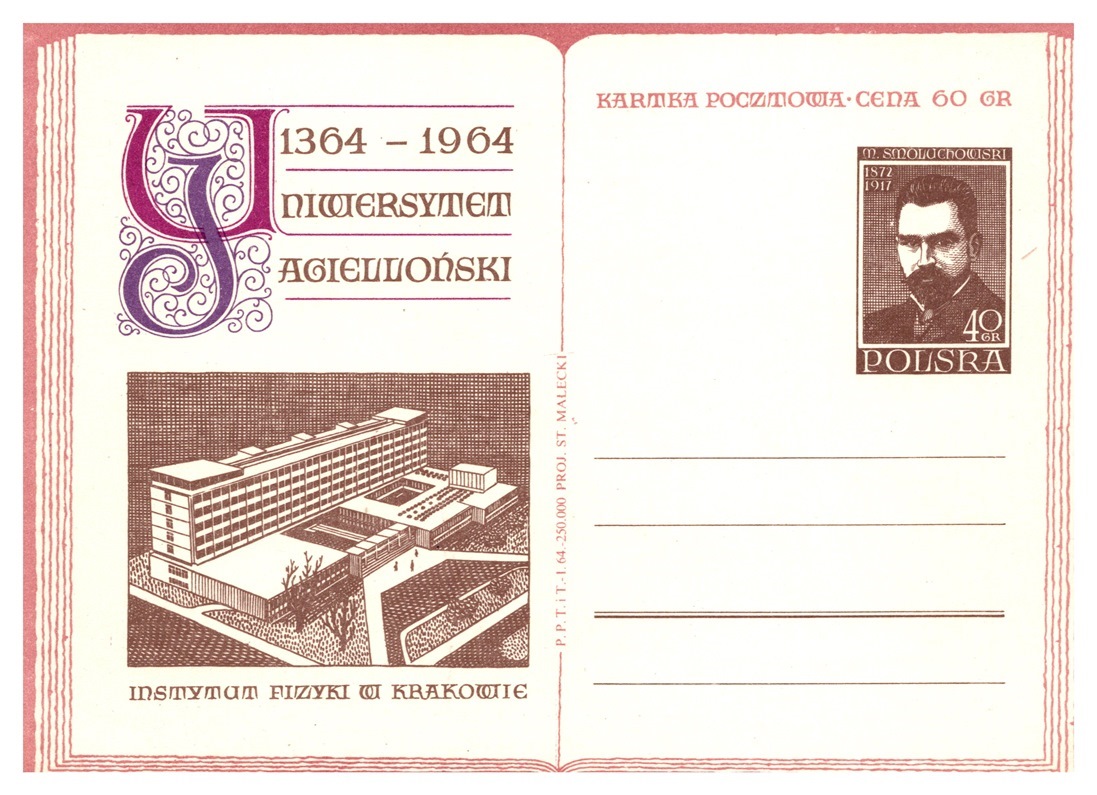 1364 – 1964
UNIWERSYTET
JAGIELLOŃSKI
INSTYTUT FIZYKI W KRAKOWIE
P. P. T. i T. - I. 64. - 250.000 PROJ. ST. MAŁECKI
KARTKA POCZTOWA · CENA 60 GR
M. SMOLUCHOWSKI
1872
1917
40
GR
POLSKA